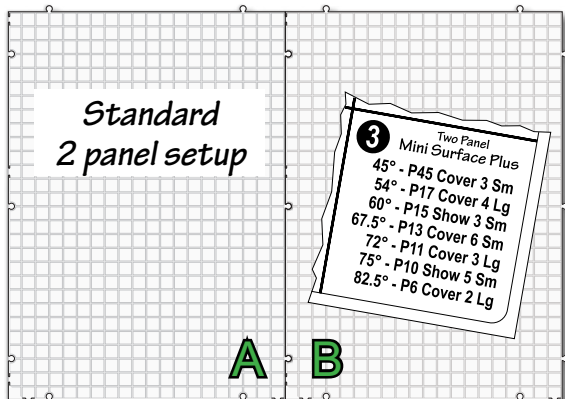 Standard
2 panel setup
3
Two Panel
Mini Surface Plus
45° - P45 Cover 3 Sm
54° - P17 Cover 4 Lg
60° - P15 Show 3 Sm
67.5° - P13 Cover 6 Sm
72° - P11 Cover 3 Lg
75° - P10 Show 5 Sm
82.5° - P6 Cover 2 Lg
A B